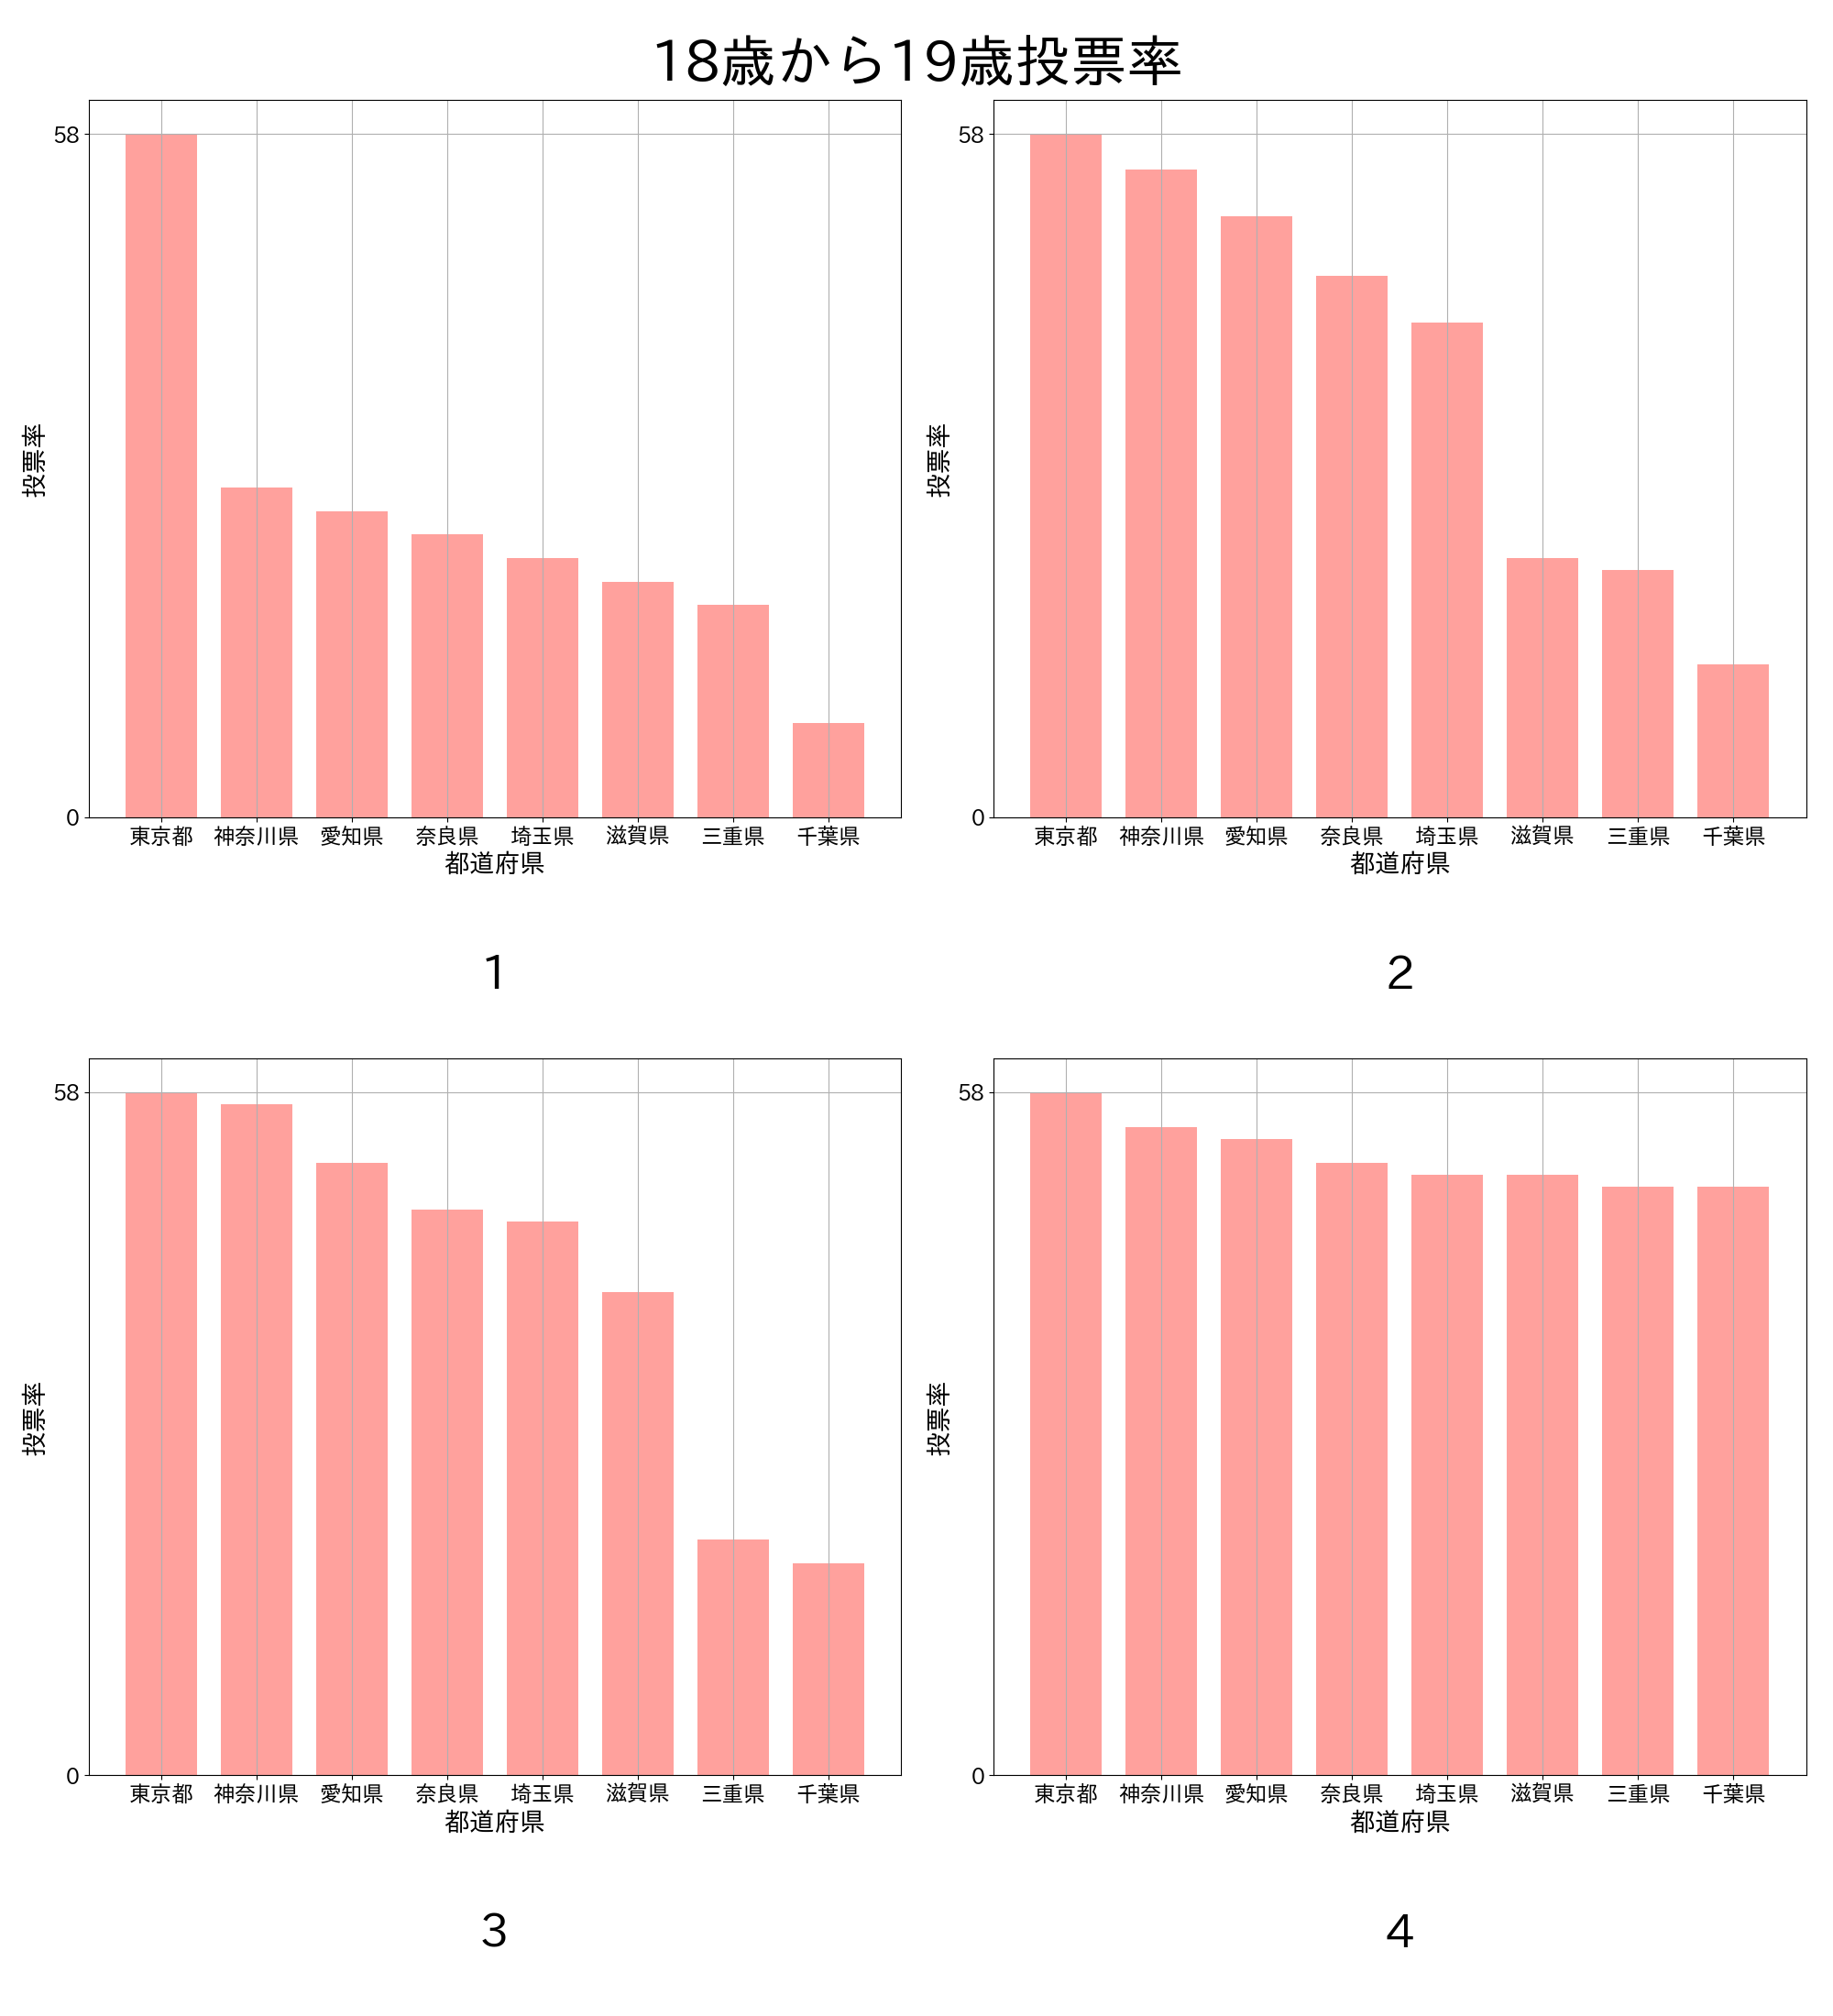 18歳から19歳投票率
58
0
投票率
東京都 神奈川県 愛知県 奈良県 埼玉県 滋賀県 三重県 千葉県
都道府県
1
58
0
投票率
東京都 神奈川県 愛知県 奈良県 埼玉県 滋賀県 三重県 千葉県
都道府県
2
58
0
投票率
東京都 神奈川県 愛知県 奈良県 埼玉県 滋賀県 三重県 千葉県
都道府県
3
58
0
投票率
東京都 神奈川県 愛知県 奈良県 埼玉県 滋賀県 三重県 千葉県
都道府県
4